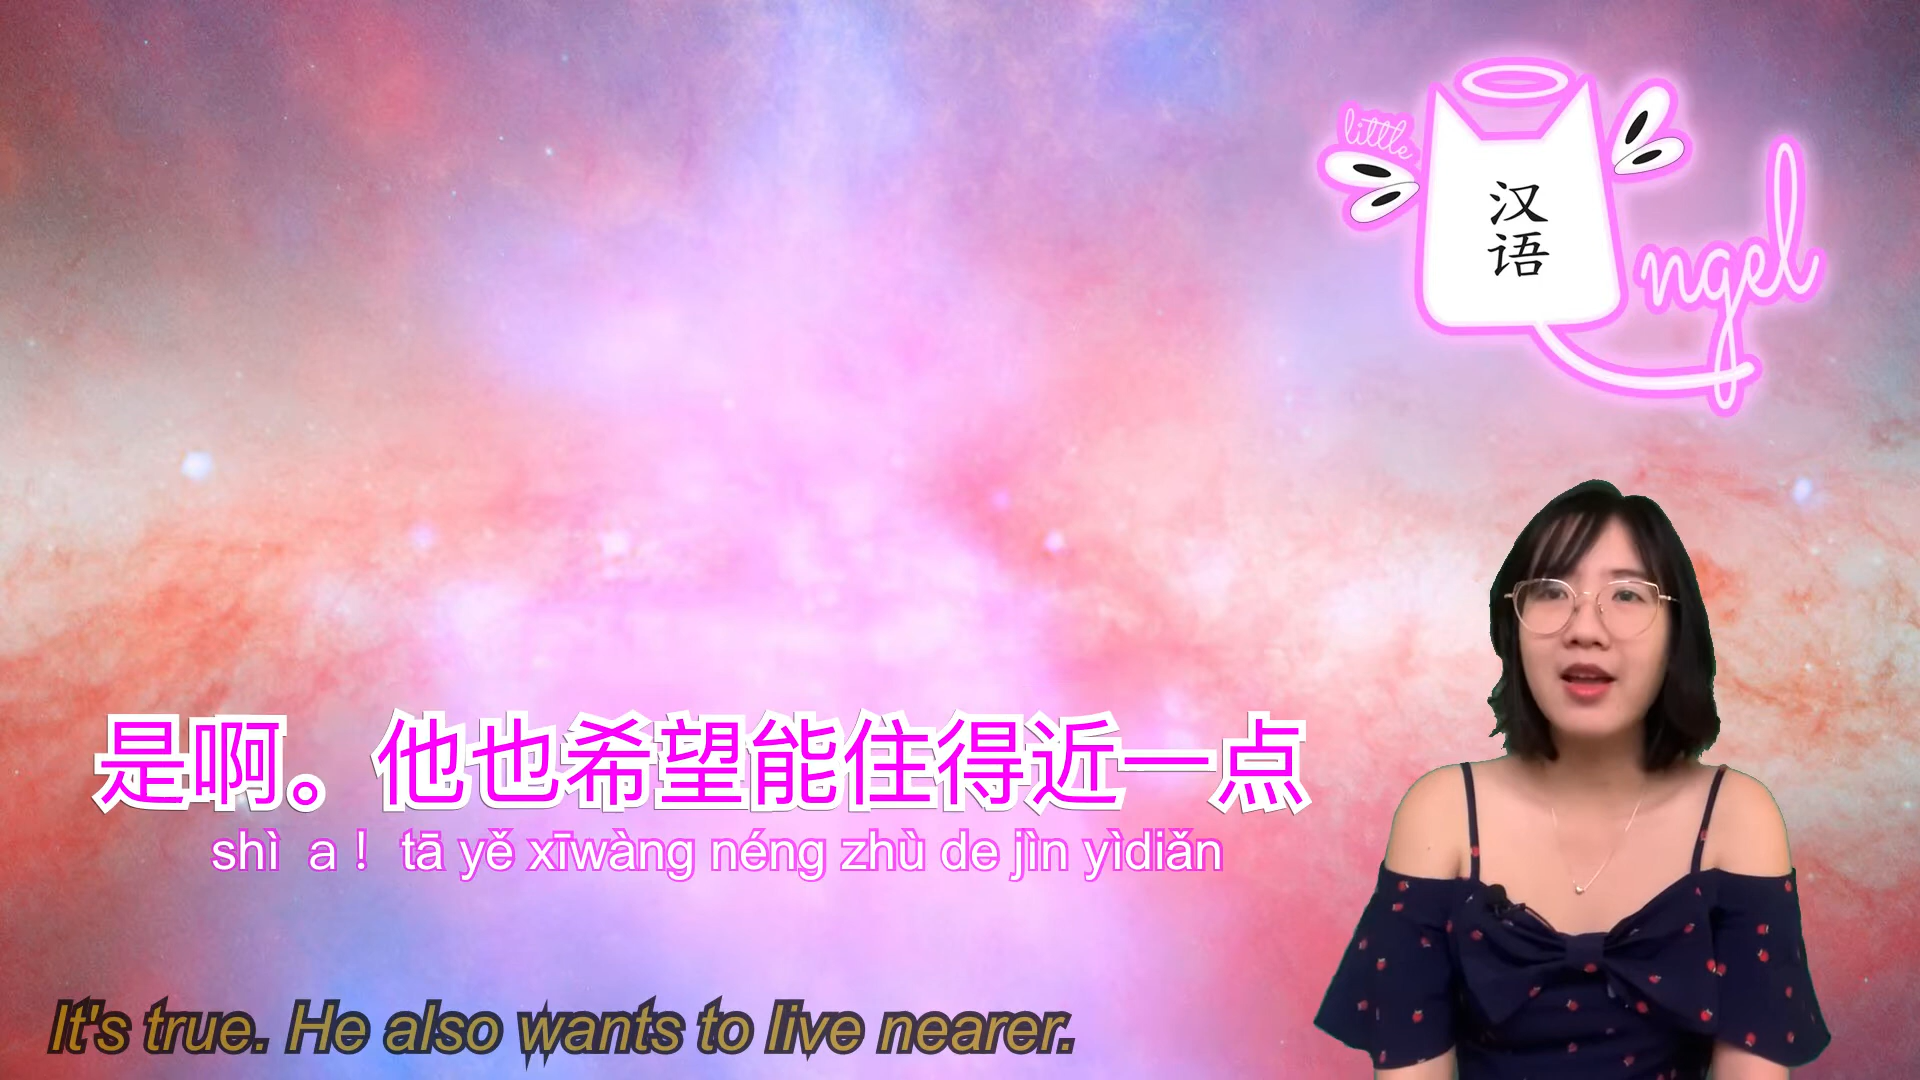 little
汉
语
ngel
是啊。他也希望能住得近一点
shì a！ tā yě xīwàng néng zhù de jìn yìdiǎn
It's true. He also wants to live nearer.